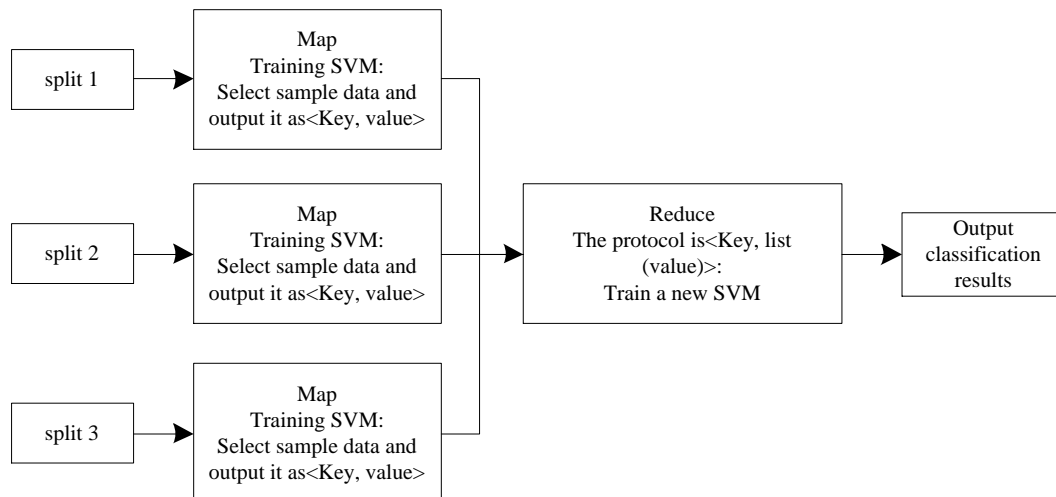 split 1
Map
Training SVM:
Select sample data and
output it as<Key, value>
split 2
Map
Training SVM:
Select sample data and
output it as<Key, value>
split 3
Map
Training SVM:
Select sample data and
output it as<Key, value>
Reduce
The protocol is<Key, list
(value)>:
Train a new SVM
Output
classification
results